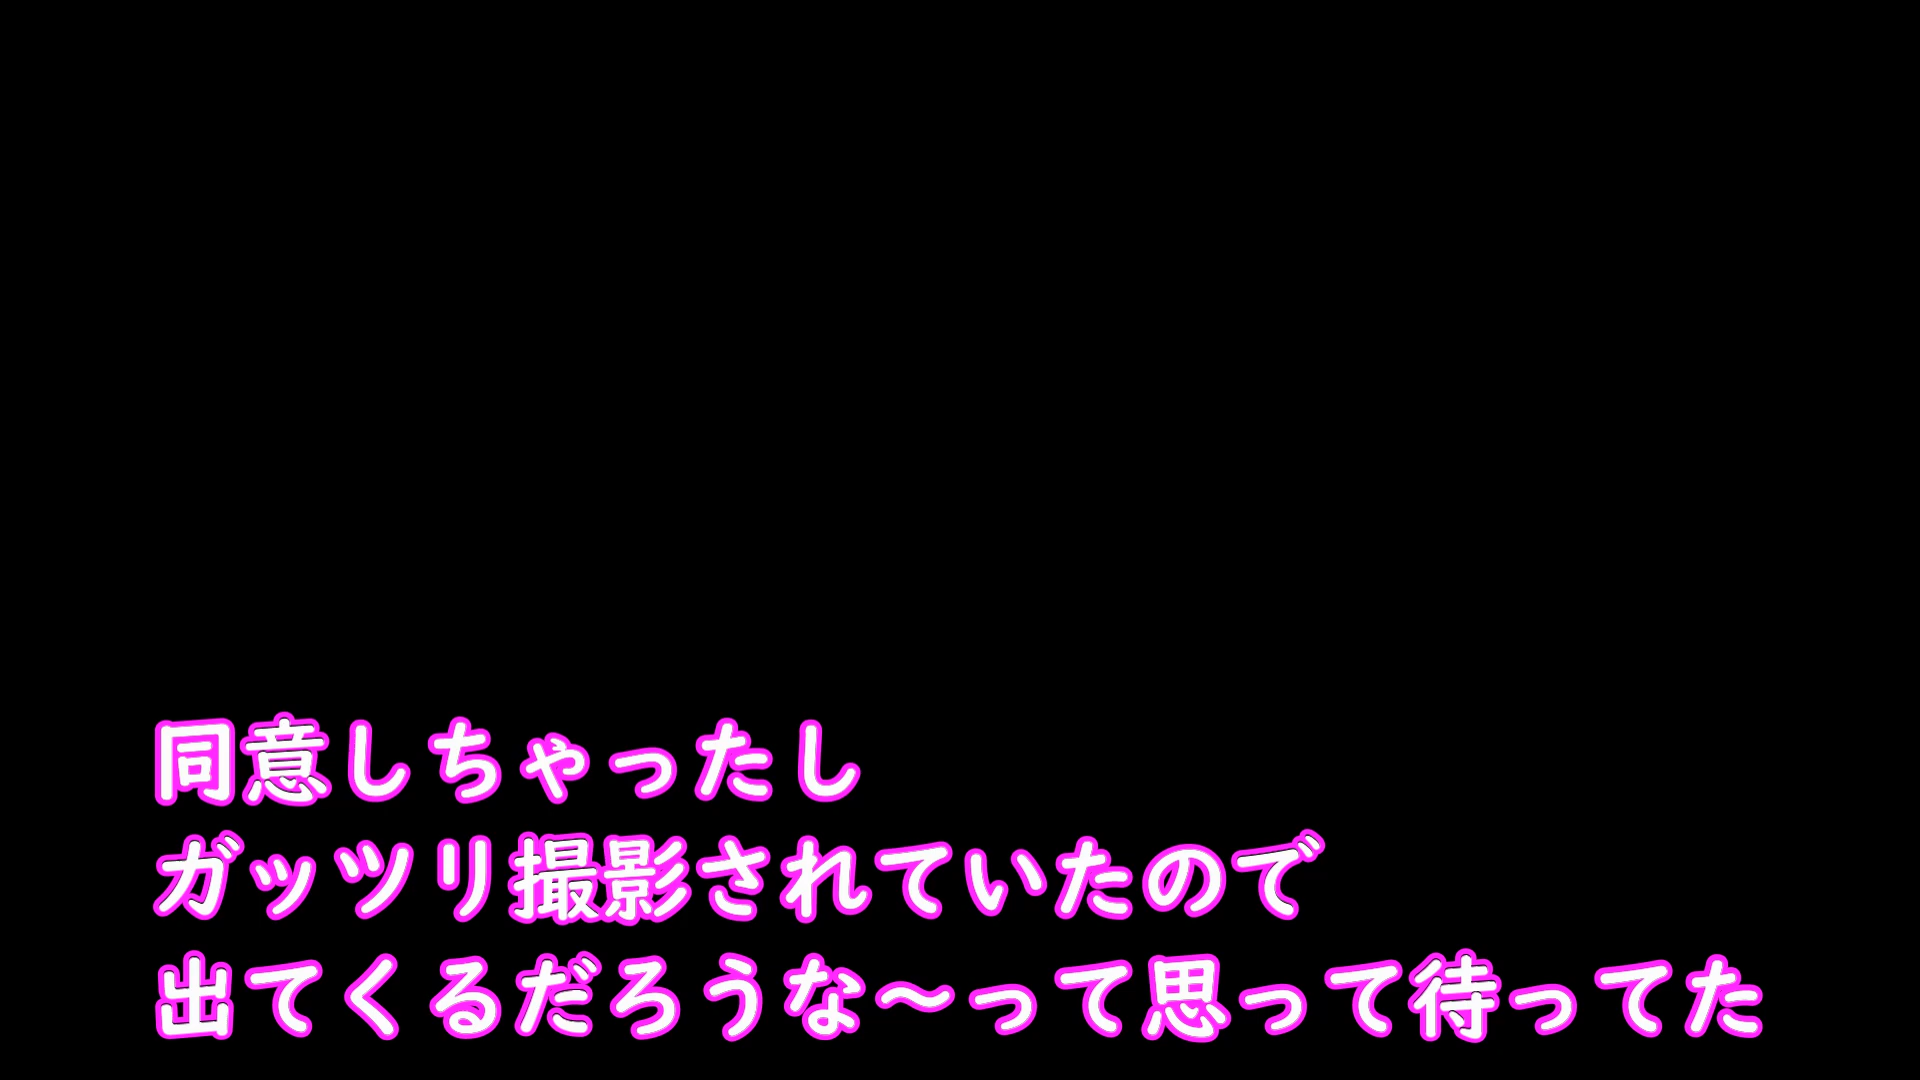 同意しちゃったし
ガッツリ撮影されていたので
出てくるだろうな～って思って待ってた